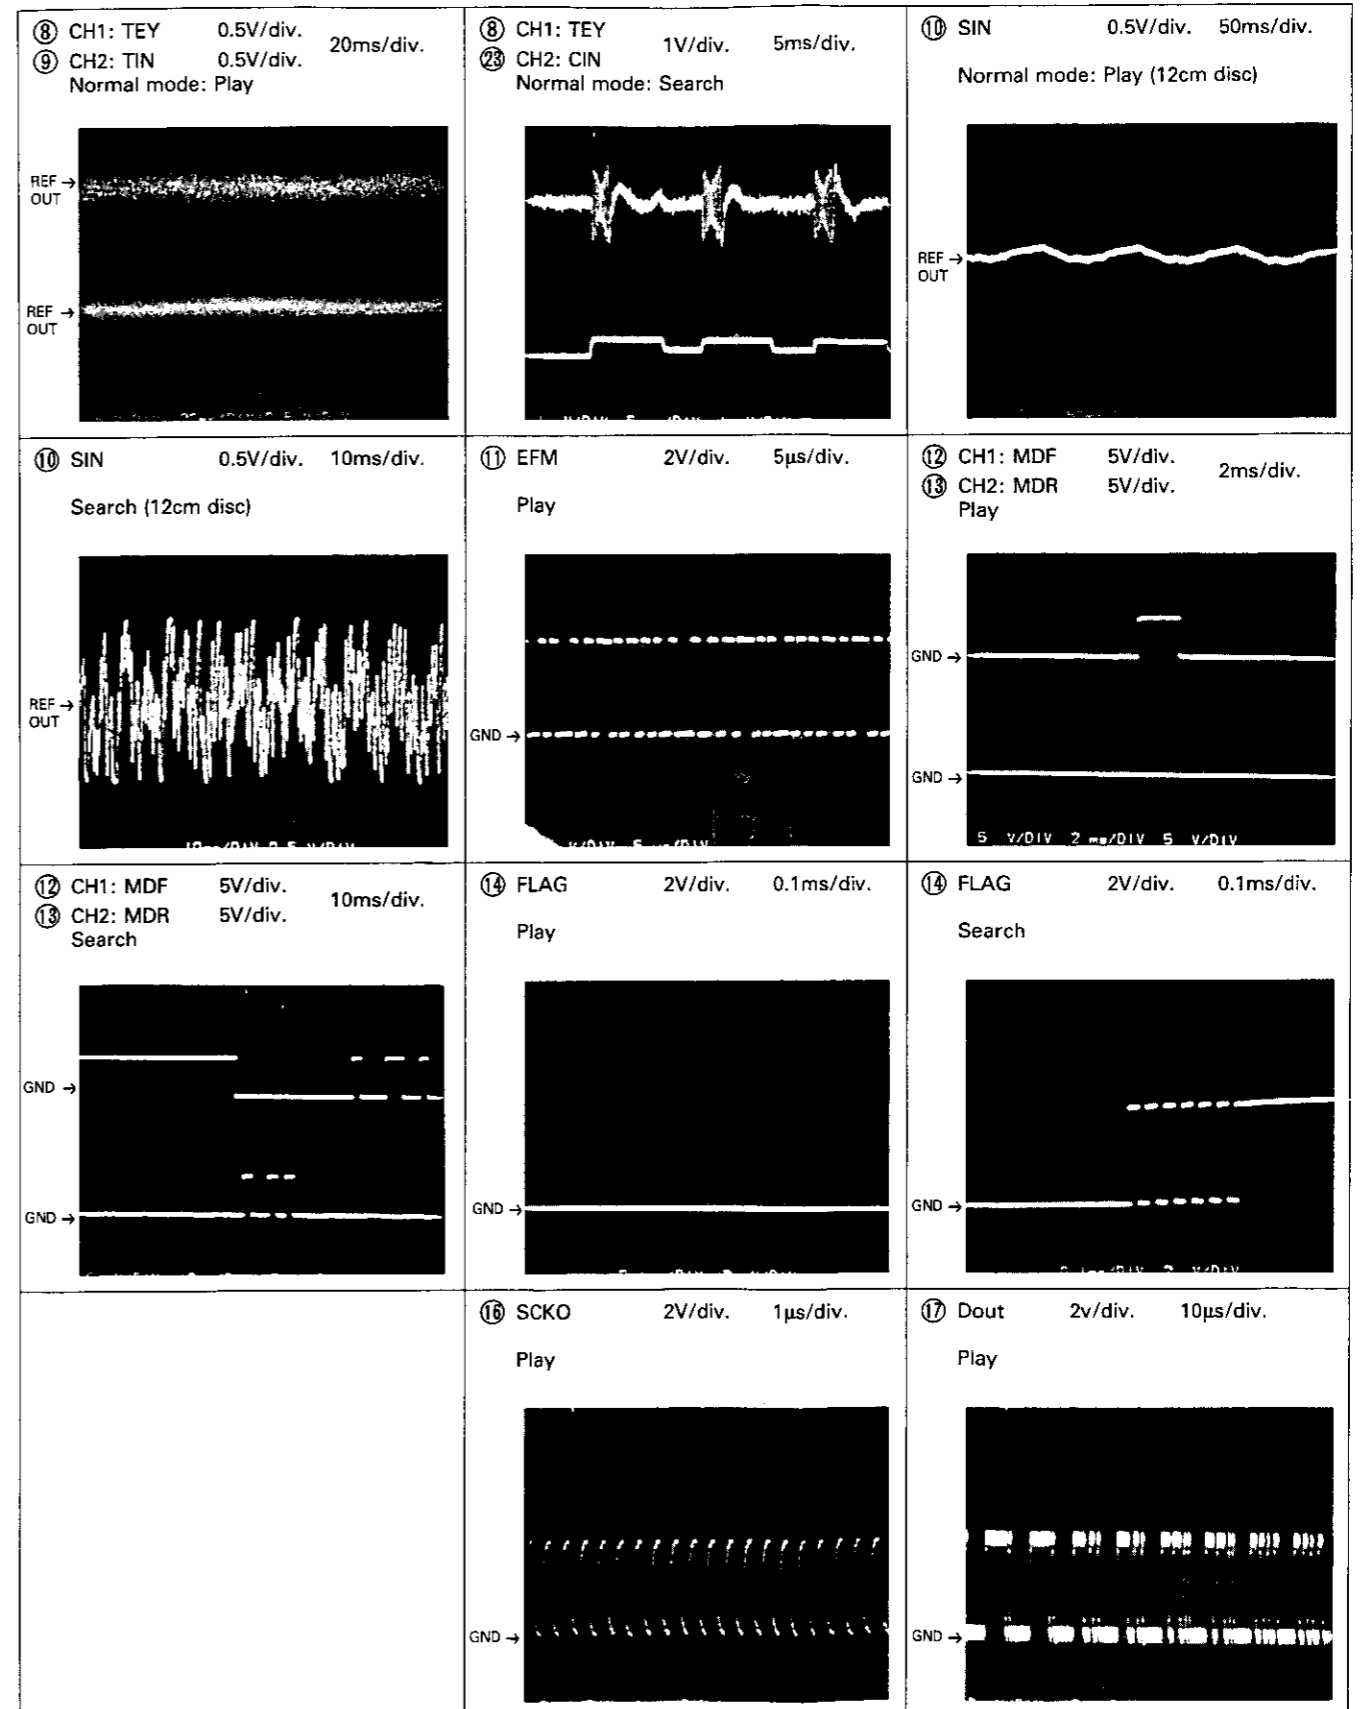 ⑧ CH1: TEY 0.5V/div. 20ms/div.
⑨ CH2: TIN 0.5V/div.
Normal mode: Play
REF →
OUT
REF →
OUT
⑧ CH1: TEY 1V/div. 5ms/div.
㉓ CH2: CIN
Normal mode: Search
⑩ SIN 0.5V/div. 50ms/div.
Normal mode: Play (12cm disc)
REF →
OUT
⑩ SIN 0.5V/div. 10ms/div.
Search (12cm disc)
REF →
OUT
⑪ EFM 2V/div. 5µs/div.
Play
GND →
⑫ CH1: MDF 5V/div. 2ms/div.
⑬ CH2: MDR 5V/div.
Play
GND →
GND →
5 V/DIV 2 ms/DIV 5 V/DIV
⑫ CH1: MDF 5V/div. 10ms/div.
⑬ CH2: MDR 5V/div.
Search
GND →
GND →
⑭ FLAG 2V/div. 0.1ms/div.
Play
GND →
⑭ FLAG 2V/div. 0.1ms/div.
Search
GND →
⑯ SCKO 2V/div. 1µs/div.
Play
GND →
⑰ Dout 2v/div. 10µs/div.
Play
GND →